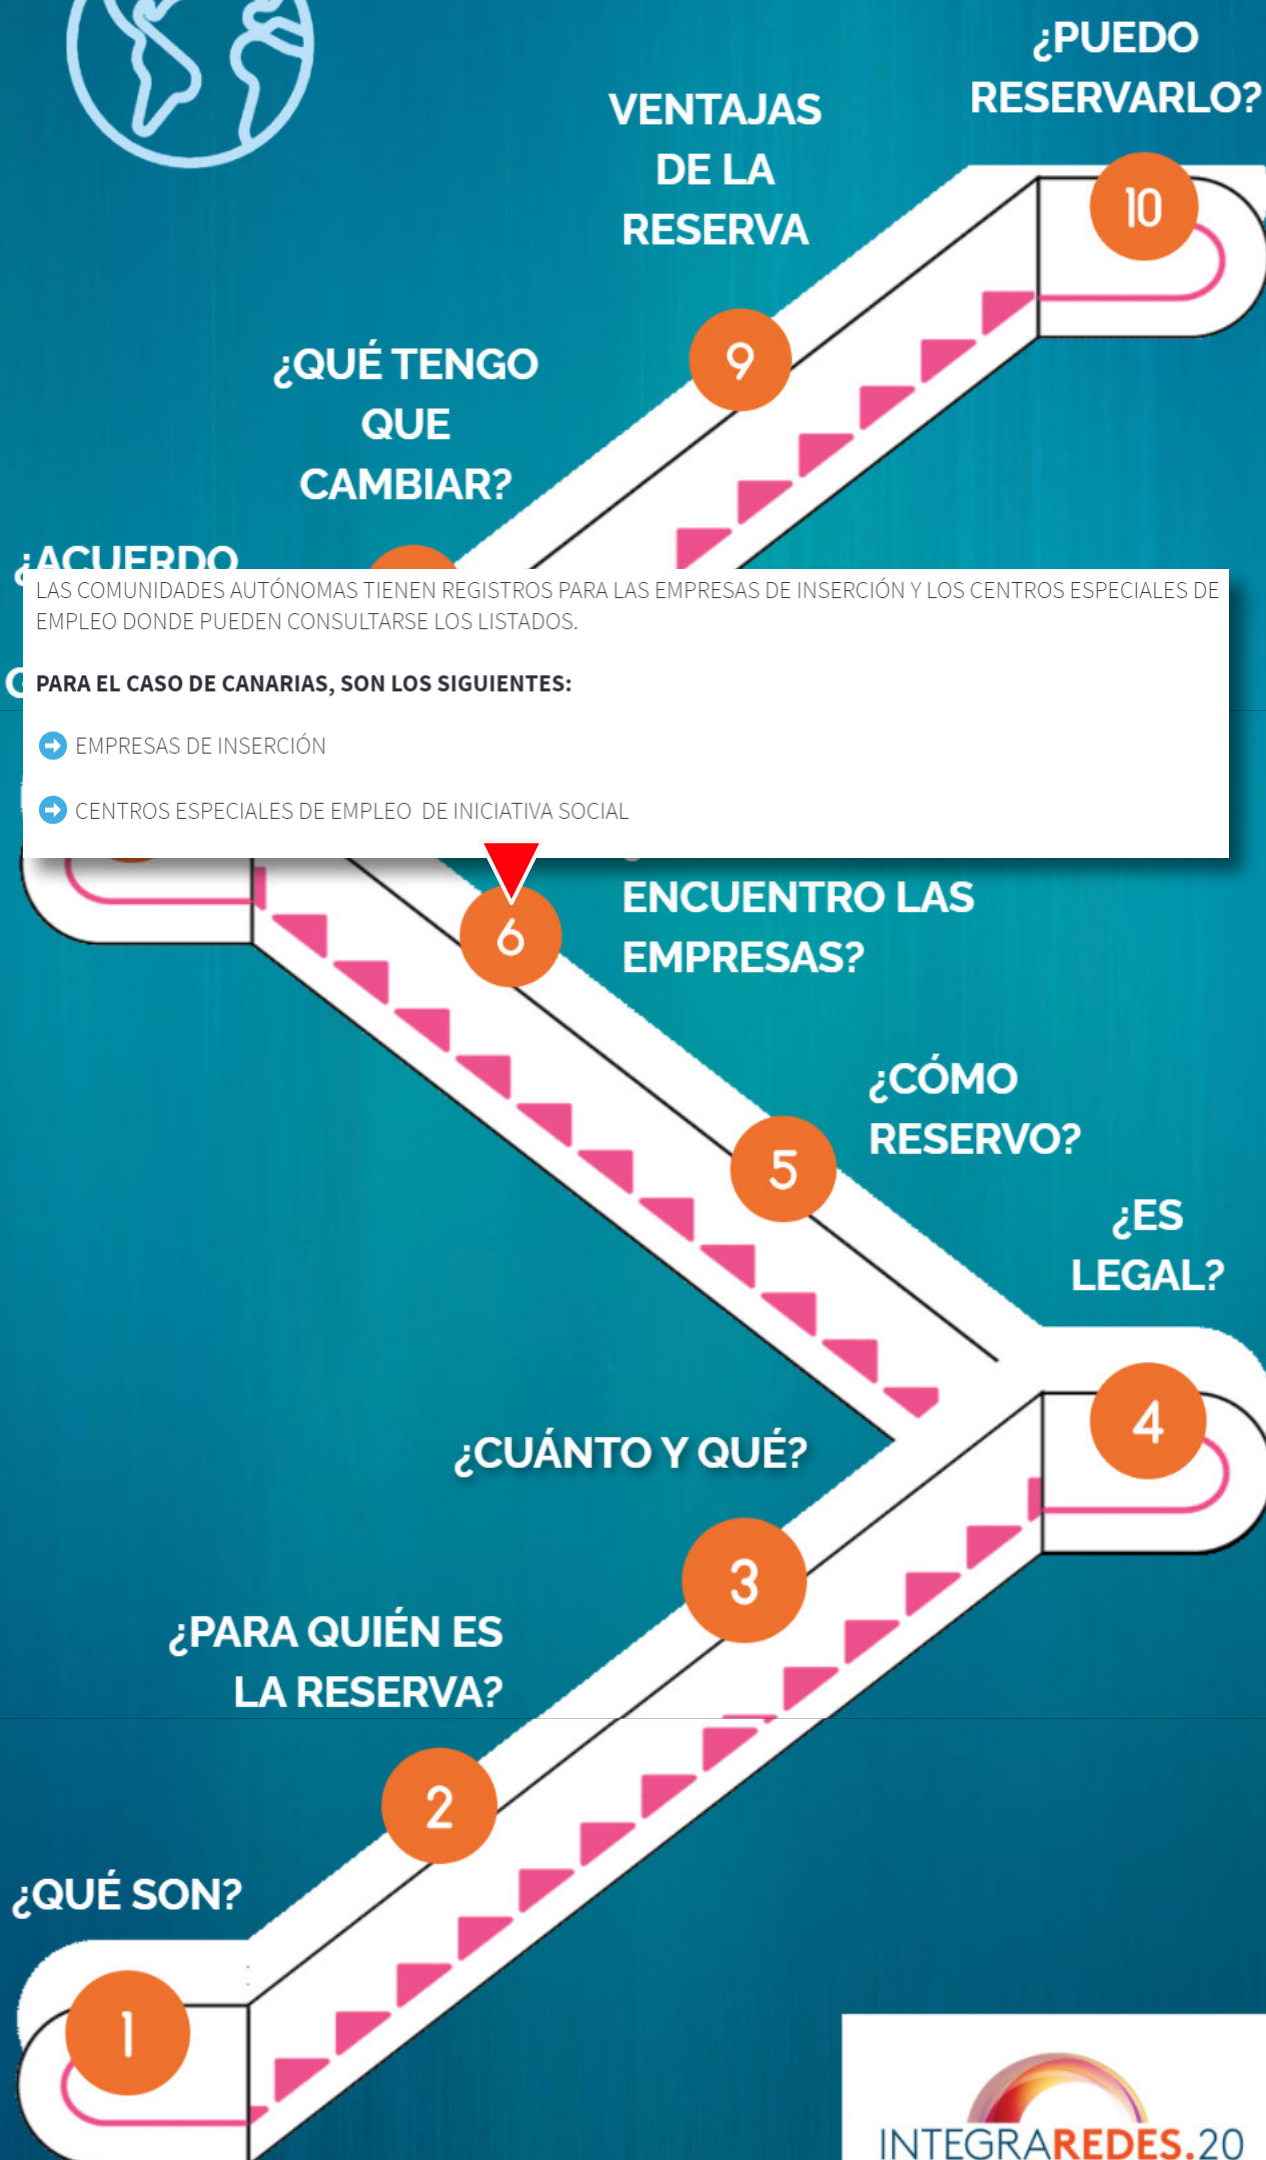 ¿PUEDO
RESERVARLO?
10
VENTAJAS
DE LA
RESERVA
9
¿QUÉ TENGO
QUE
CAMBIAR?
¿ACUERDO
LAS COMUNIDADES AUTÓNOMAS TIENEN REGISTROS PARA LAS EMPRESAS DE INSERCIÓN Y LOS CENTROS ESPECIALES DE
EMPLEO DONDE PUEDEN CONSULTARSE LOS LISTADOS.
PARA EL CASO DE CANARIAS, SON LOS SIGUIENTES:
EMPRESAS DE INSERCIÓN
CENTROS ESPECIALES DE EMPLEO DE INICIATIVA SOCIAL
ENCUENTRO LAS
EMPRESAS?
6
¿CÓMO
RESERVO?
5
¿ES
LEGAL?
4
¿CUÁNTO Y QUÉ?
3
¿PARA QUIÉN ES
LA RESERVA?
2
¿QUÉ SON?
1
INTEGRAREDES.20